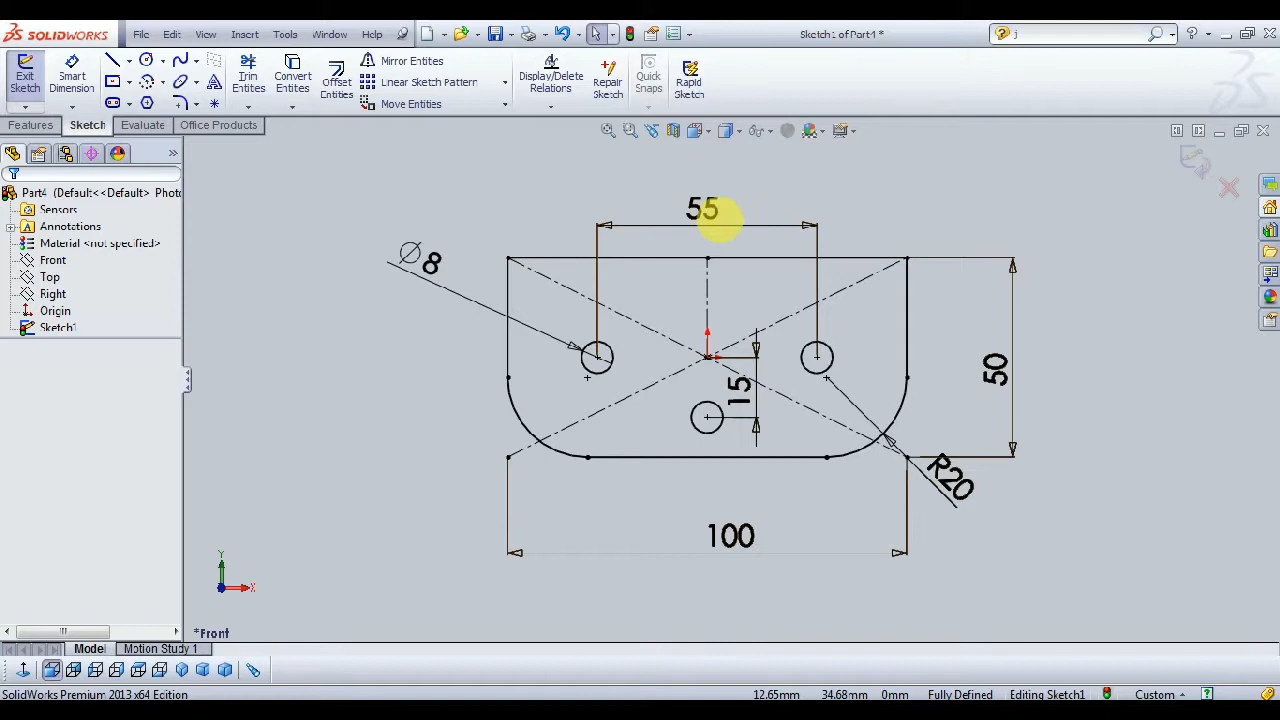 SOLIDWORKS File Edit View Insert Tools Window Help Sketch1 of Part4 * j
Exit Sketch
Smart Dimension
Trim Entities
Convert Entities
Offset Entities
Mirror Entities
Linear Sketch Pattern
Move Entities
Display/Delete Relations
Repair Sketch
Quick Snaps
Rapid Sketch
Features Sketch Evaluate Office Products
Part4 (Default<<Default> Photo
Sensors
Annotations
Material <not specified>
Front
Top
Right
Origin
Sketch1
55
∅8
15
50
R20
100
Y
X
*Front
Model Motion Study 1
SolidWorks Premium 2013 x64 Edition 12.65mm 34.68mm 0mm Fully Defined Editing Sketch1 Custom